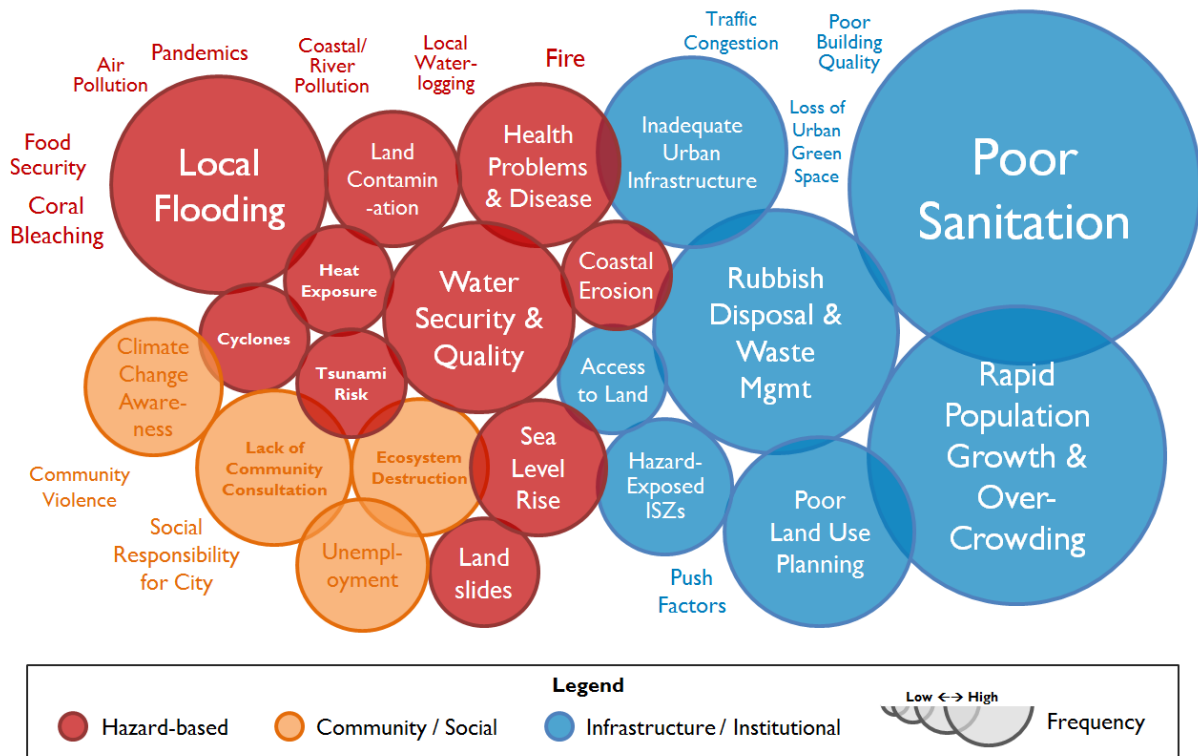 Pandemics
Air
Pollution
Coastal/
River
Pollution
Local
Water-
logging
Fire
Traffic
Congestion
Poor
Building
Quality
Food
Security
Coral
Bleaching
Local
Flooding
Land
Contamin
-ation
Health
Problems
& Disease
Inadequate
Urban
Infrastructure
Loss of
Urban
Green
Space
Poor
Sanitation
Heat
Exposure
Water
Security &
Quality
Coastal
Erosion
Rubbish
Disposal &
Waste
Mgmt
Cyclones
Tsunami
Risk
Access
to Land
Rapid
Population
Growth &
Over-
Crowding
Climate
Change
Aware-
ness
Lack of
Community
Consultation
Ecosystem
Destruction
Sea
Level
Rise
Hazard-
Exposed
ISZs
Poor
Land Use
Planning
Community
Violence
Social
Responsibility
for City
Unempl-
oyment
Land
slides
Push
Factors
Legend
Hazard-based
Community / Social
Infrastructure / Institutional
Low ←→ High
Frequency